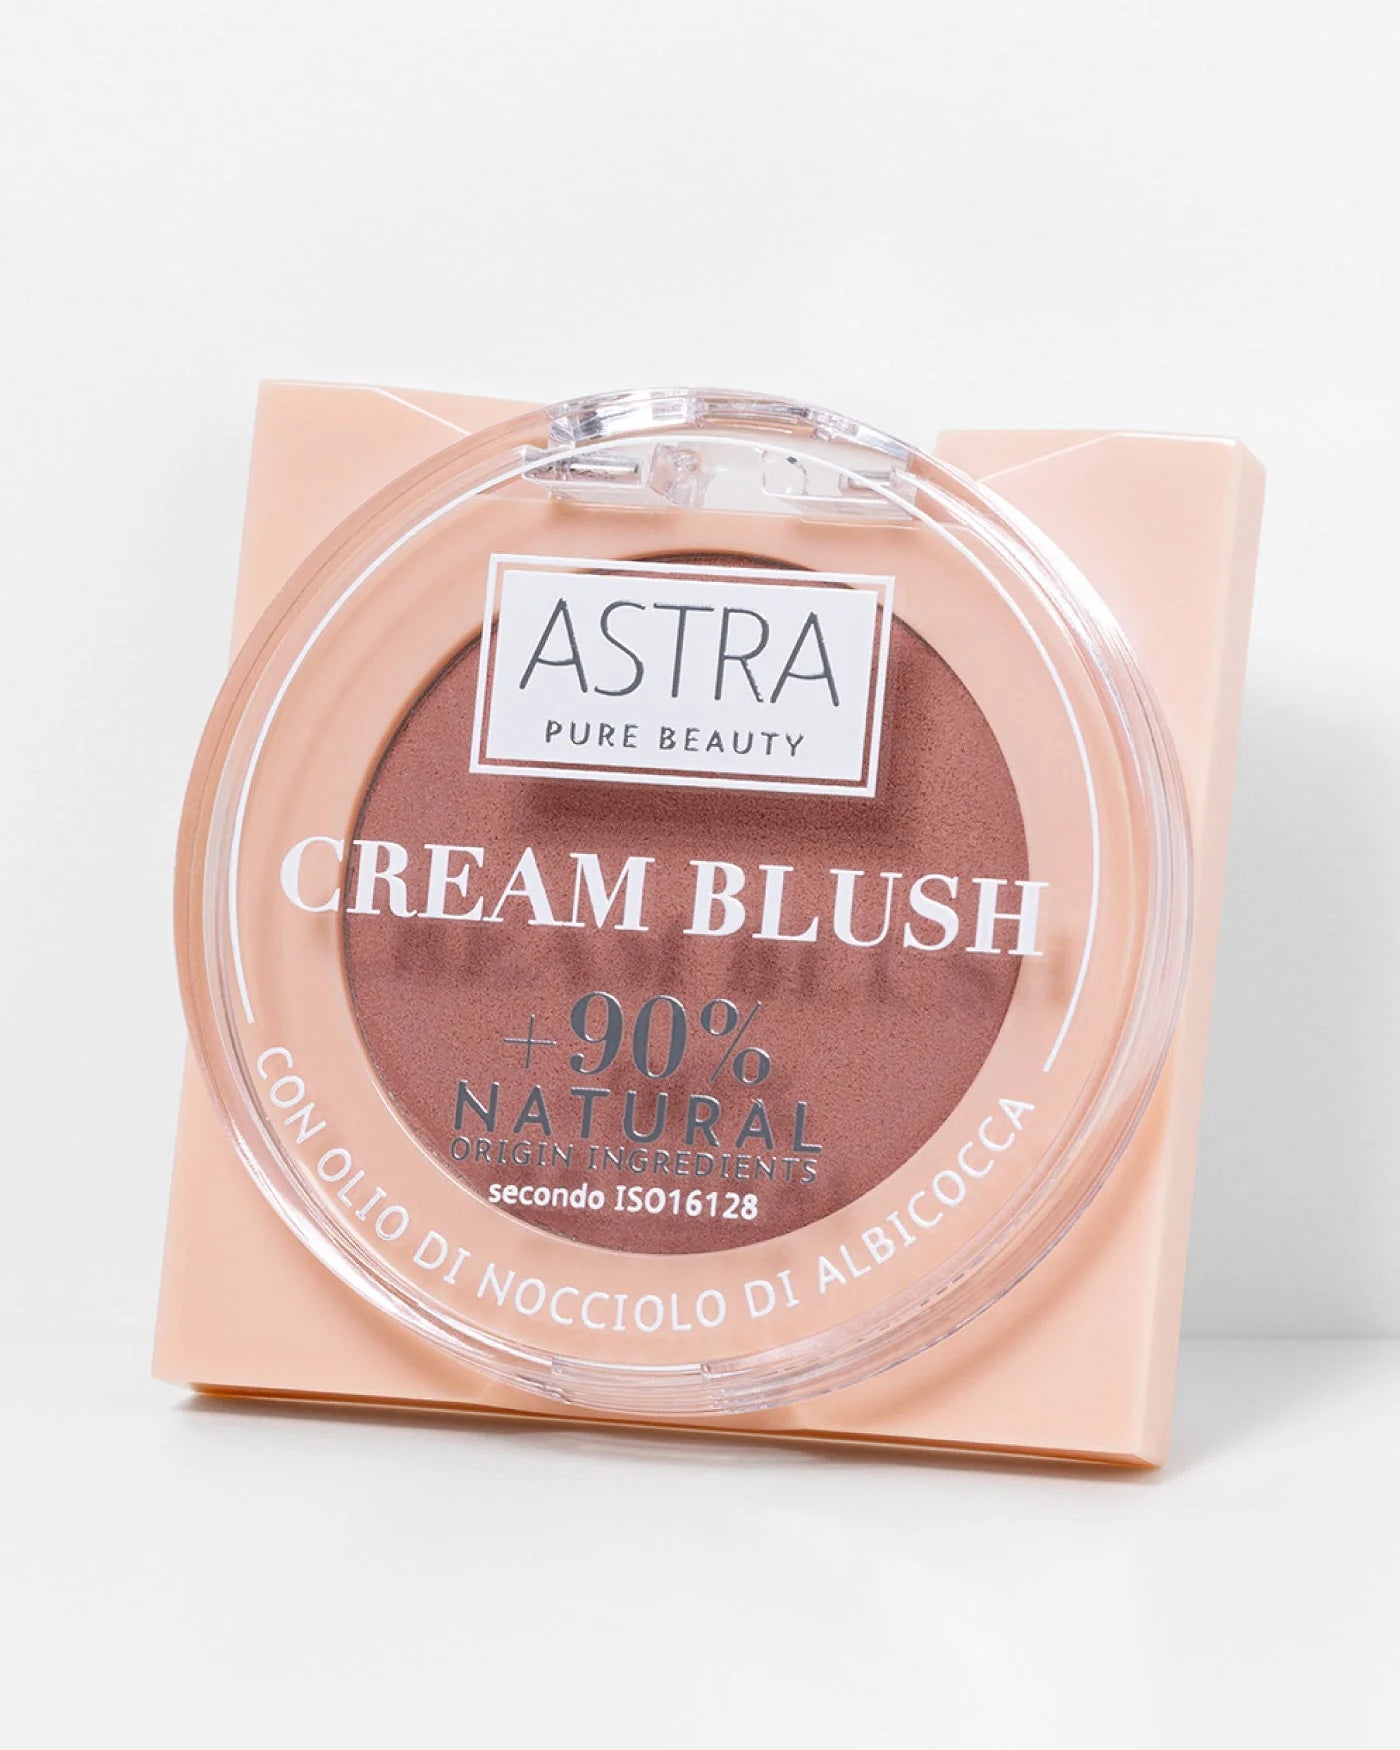 ASTRA
PURE BEAUTY
CREAM BLUSH
+90%
NATURAL
ORIGIN INGREDIENTS
secondo ISO16128
CON OLIO DI NOCCIOLO DI ALBICOCCA